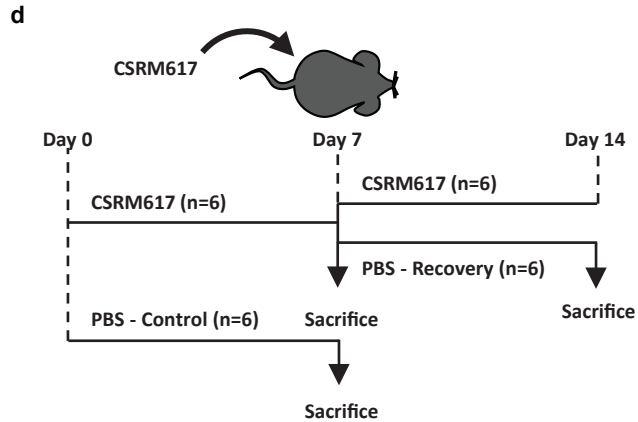 d
CSRM617
Day 0
Day 7
Day 14
CSRM617 (n=6)
CSRM617 (n=6)
PBS - Recovery (n=6)
PBS - Control (n=6)
Sacrifice
Sacrifice
Sacrifice